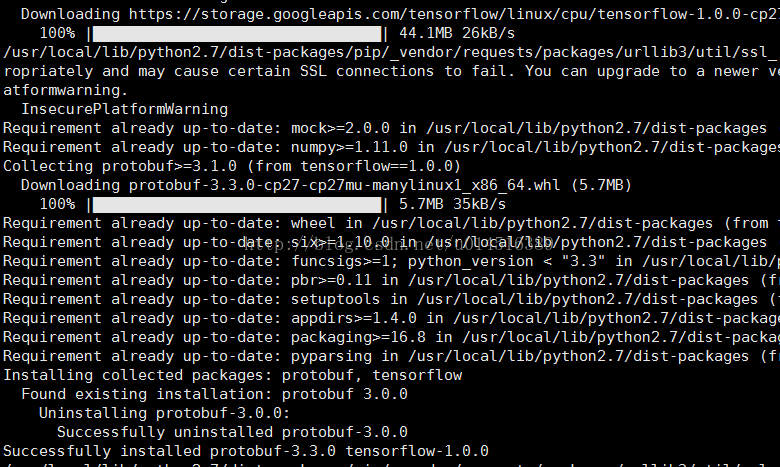 Downloading https://storage.googleapis.com/tensorflow/linux/cpu/tensorflow-1.0.0-cp27
100% |████████████████████████████████| 44.1MB 26kB/s
/usr/local/lib/python2.7/dist-packages/pip/_vendor/requests/packages/urllib3/util/ssl_
ropriately and may cause certain SSL connections to fail. You can upgrade to a newer ve
atformwarning.
InsecurePlatformWarning
Requirement already up-to-date: mock>=2.0.0 in /usr/local/lib/python2.7/dist-packages
Requirement already up-to-date: numpy>=1.11.0 in /usr/local/lib/python2.7/dist-packages
Collecting protobuf>=3.1.0 (from tensorflow==1.0.0)
Downloading protobuf-3.3.0-cp27-cp27mu-manylinux1_x86_64.whl (5.7MB)
100% |████████████████████████████████| 5.7MB 35kB/s
Requirement already up-to-date: wheel in /usr/local/lib/python2.7/dist-packages (from t
Requirement already up-to-date: six>=1.10.0 in /usr/local/lib/python2.7/dist-packages
Requirement already up-to-date: funcsigs>=1; python_version < "3.3" in /usr/local/lib/p
Requirement already up-to-date: pbr>=0.11 in /usr/local/lib/python2.7/dist-packages (fr
Requirement already up-to-date: setuptools in /usr/local/lib/python2.7/dist-packages (f
Requirement already up-to-date: appdirs>=1.4.0 in /usr/local/lib/python2.7/dist-package
Requirement already up-to-date: packaging>=16.8 in /usr/local/lib/python2.7/dist-packag
Requirement already up-to-date: pyparsing in /usr/local/lib/python2.7/dist-packages (fr
Installing collected packages: protobuf, tensorflow
Found existing installation: protobuf 3.0.0
Uninstalling protobuf-3.0.0:
Successfully uninstalled protobuf-3.0.0
Successfully installed protobuf-3.3.0 tensorflow-1.0.0